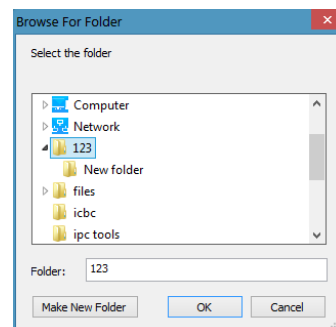 Browse For Folder
Select the folder
Computer
Network
123
New folder
files
icbc
ipc tools
Folder: 123
Make New Folder OK Cancel